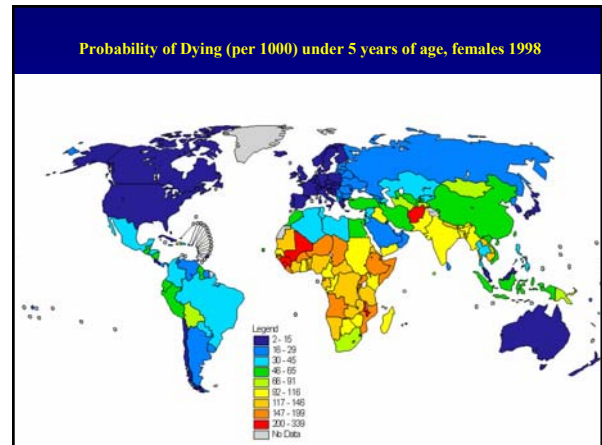 Probability of Dying (per 1000) under 5 years of age, females 1998
Legend
2 - 15
16 - 29
30 - 45
46 - 65
66 - 91
92 - 116
117 - 146
147 - 199
200 - 339
No Data